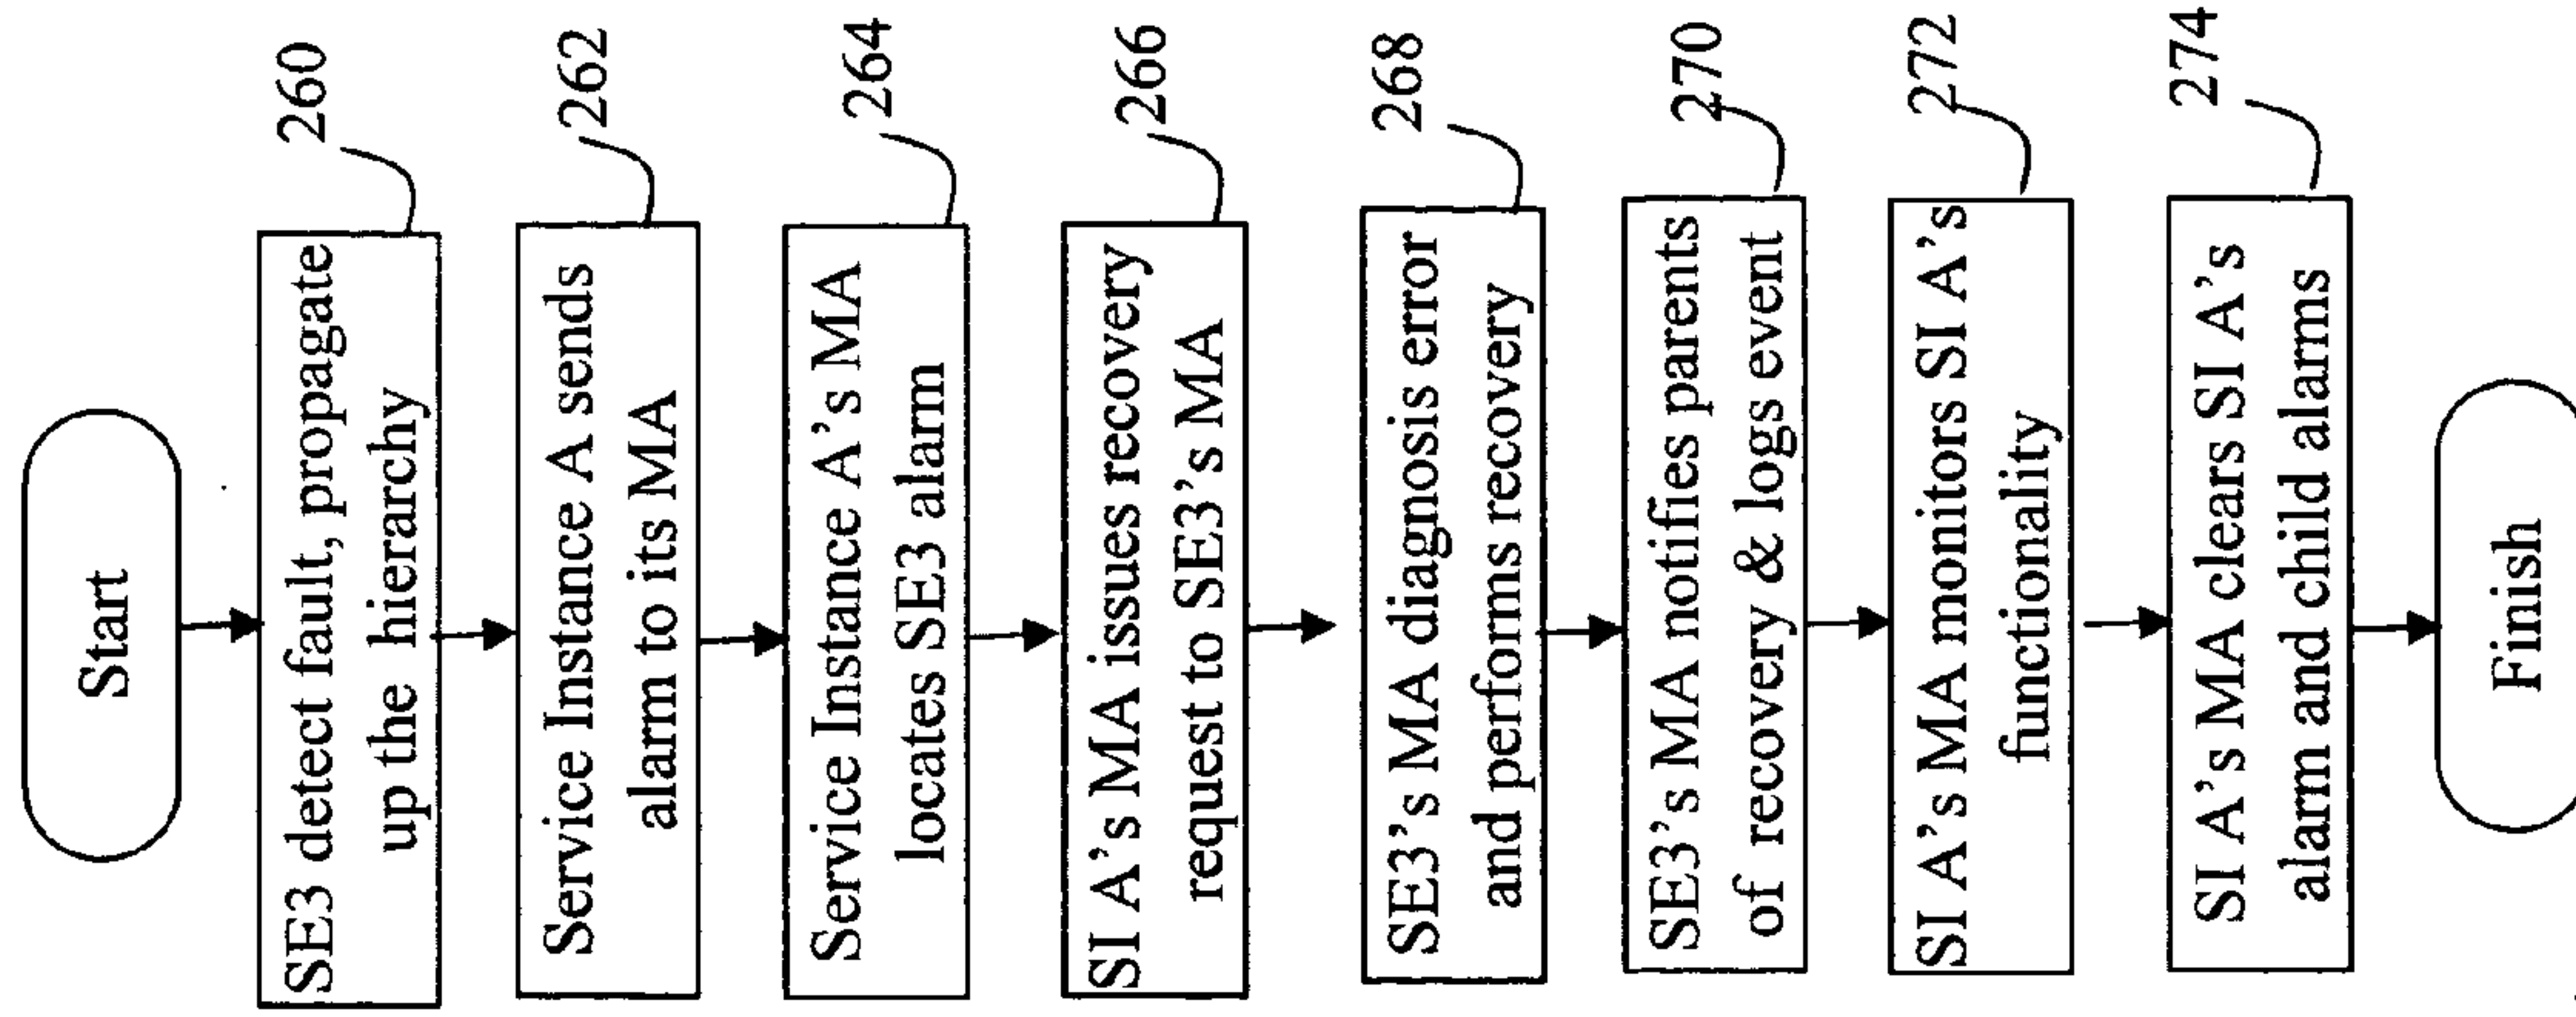 Start
SE3 detect fault, propagate
up the hierarchy
260
Service Instance A sends
alarm to its MA
262
Service Instance A's MA
locates SE3 alarm
264
SI A's MA issues recovery
request to SE3's MA
266
SE3's MA diagnosis error
and performs recovery
268
SE3's MA notifies parents
of recovery & logs event
270
SI A's MA monitors SI A's
functionality
272
SI A's MA clears SI A's
alarm and child alarms
274
Finish